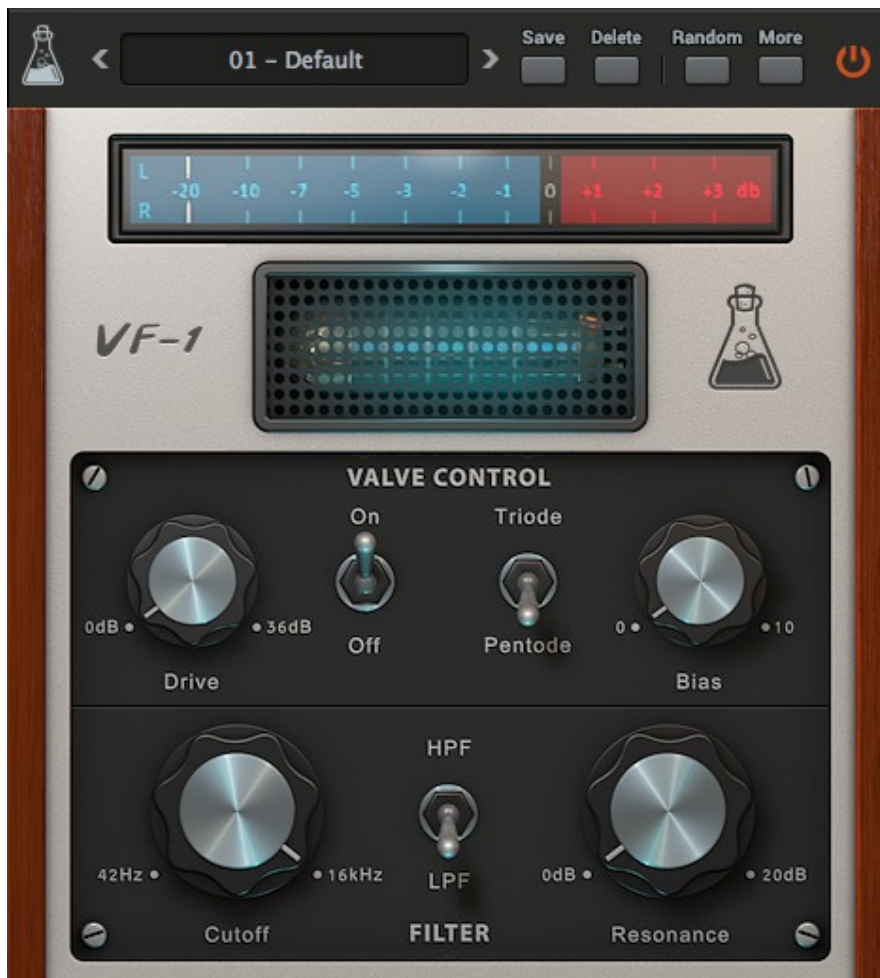 Save Delete Random More
01 – Default
L
-20 -10 -7 -5 -3 -2 -1 0 +1 +2 +3 db
R
VF-1
VALVE CONTROL
On Triode
0dB 36dB 0 10
Off Pentode
Drive Bias
HPF
42Hz 16kHz LPF 0dB 20dB
Cutoff FILTER Resonance